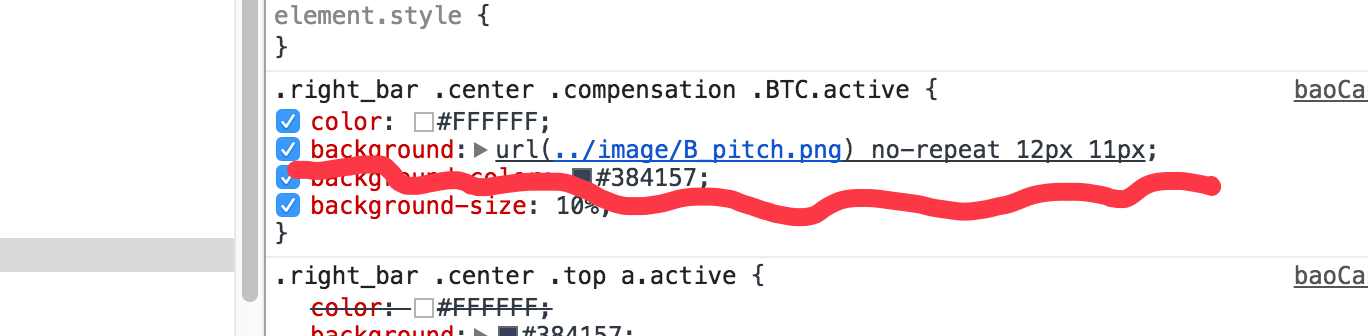 element.style {
}
.right_bar .center .compensation .BTC.active { baoCa
color: #FFFFFF;
background: url(../image/B_pitch.png) no-repeat 12px 11px;
background-color: #384157;
background-size: 10%;
}
.right_bar .center .top a.active { baoCa
color: #FFFFFF;
background: #384157;